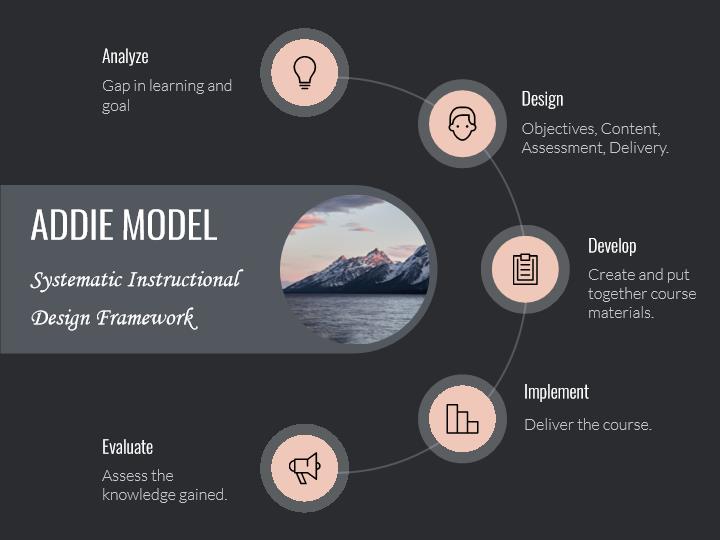 Analyze
Gap in learning and
goal
Design
Objectives, Content,
Assessment, Delivery.
ADDIE MODEL
Systematic Instructional
Design Framework
Develop
Create and put
together course
materials.
Implement
Deliver the course.
Evaluate
Assess the
knowledge gained.